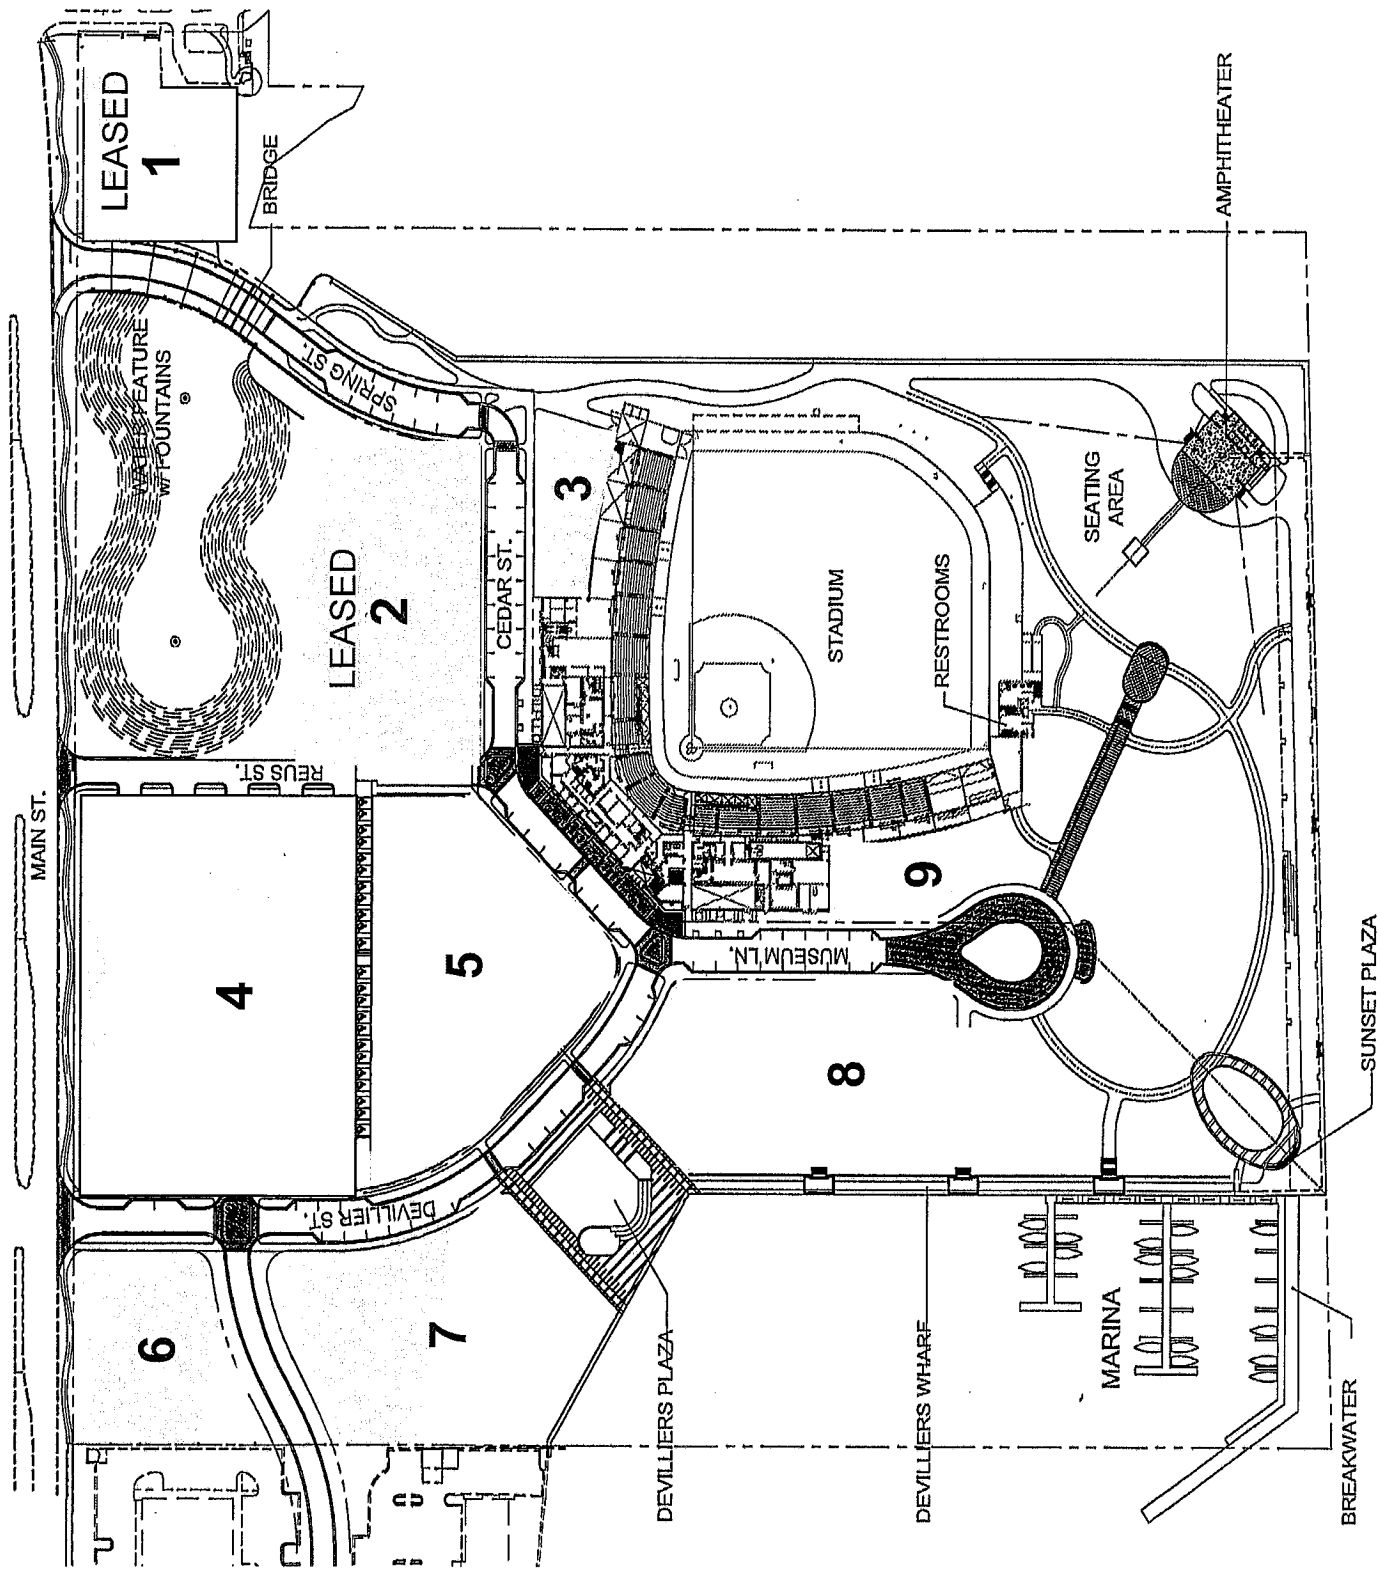 MAIN ST.
LEASED
1
BRIDGE
WATER FEATURE
w/ FOUNTAINS
SPRING ST.
LEASED
2
CEDAR ST.
3
REUS ST.
4
5
STADIUM
RESTROOMS
SEATING
AREA
AMPHITHEATER
9
MUSEUM LN.
8
DEVILLIER ST.
6
7
DEVILLIERS PLAZA
DEVILLIERS WHARF
MARINA
BREAKWATER
SUNSET PLAZA